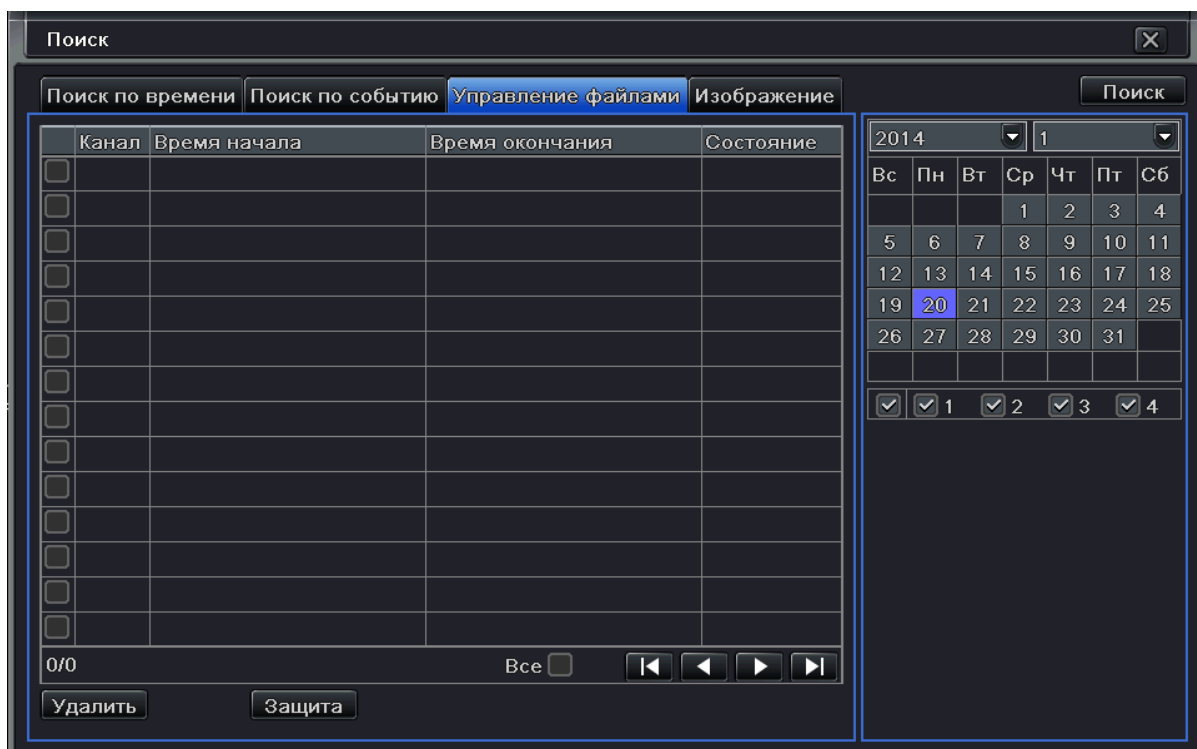 Поиск
Поиск по времени Поиск по событию Управление файлами Изображение Поиск
Канал Время начала Время окончания Состояние
2014 1
Вс Пн Вт Ср Чт Пт Сб
1 2 3 4
5 6 7 8 9 10 11
12 13 14 15 16 17 18
19 20 21 22 23 24 25
26 27 28 29 30 31
1 2 3 4
0/0 Все
Удалить Защита